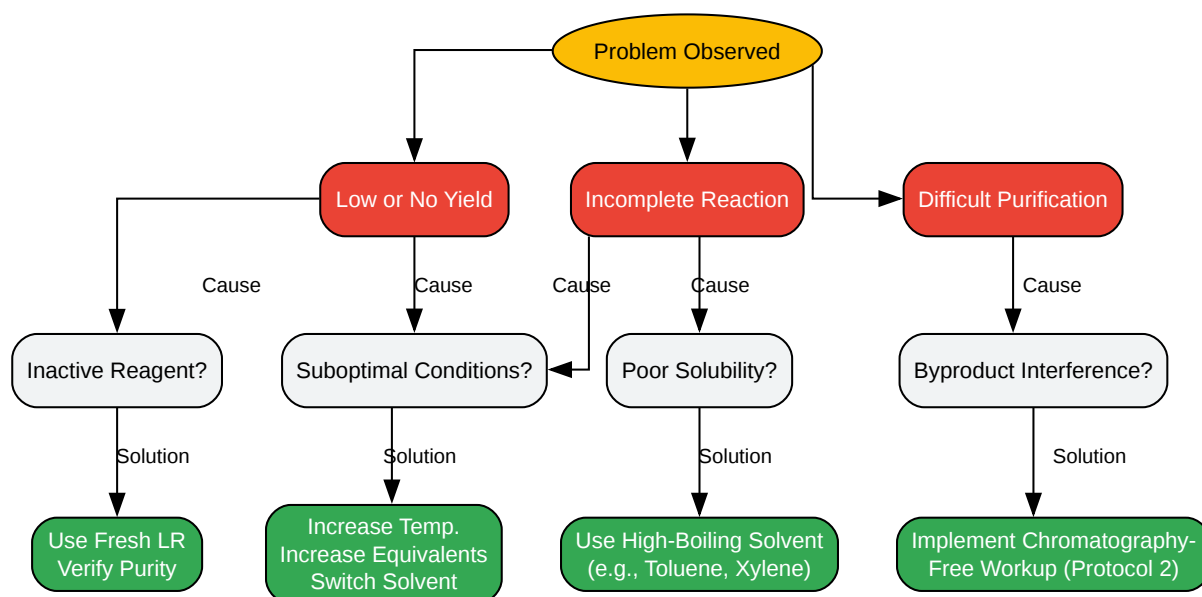 Problem Observed
Low or No Yield
Incomplete Reaction
Difficult Purification
Cause
Cause
Cause
Cause
Cause
Inactive Reagent?
Suboptimal Conditions?
Poor Solubility?
Byproduct Interference?
Solution
Solution
Solution
Solution
Use Fresh LR
Verify Purity
Increase Temp.
Increase Equivalents
Switch Solvent
Use High-Boiling Solvent
(e.g., Toluene, Xylene)
Implement Chromatography-
Free Workup (Protocol 2)